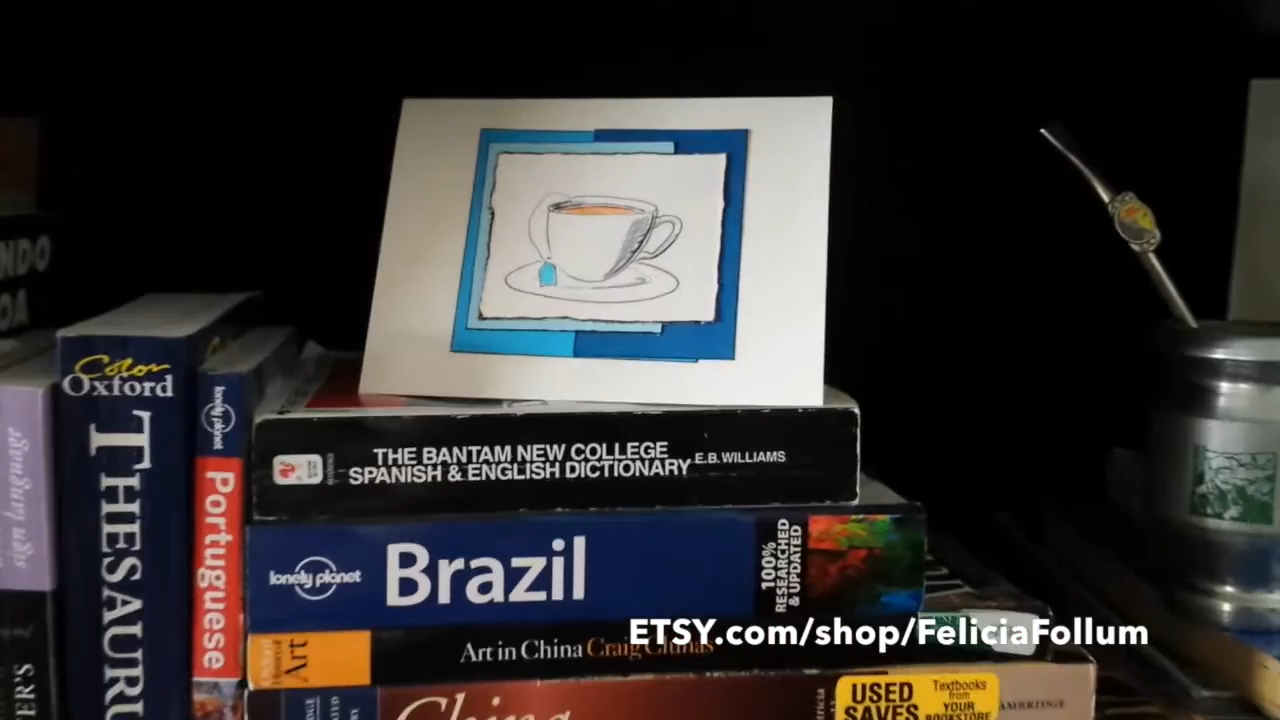 NDO
OA
Color
Oxford
THESAURU
lonely planet
Portuguese
THE BANTAM NEW COLLEGE
SPANISH & ENGLISH DICTIONARY
E.B. WILLIAMS
lonely planet
Brazil
100%
RESEARCHED
& UPDATED
Art
Art in China Craig Clunas
ETSY.com/shop/FeliciaFollum
China
USED
SAVES
Textbooks
from
YOUR
BOOKSTORE